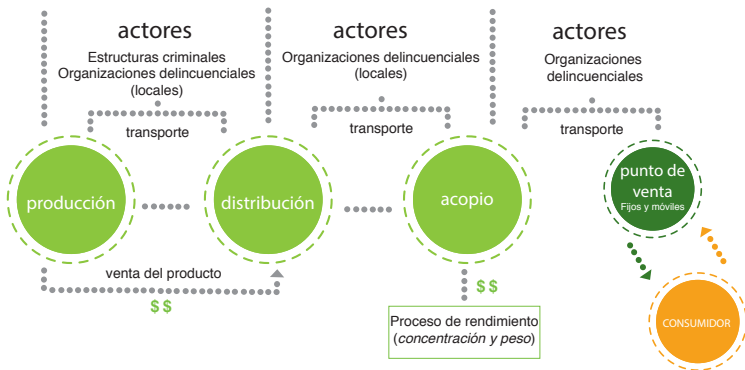 actores
Estructuras criminales
Organizaciones delincuenciales
(locales)
transporte
actores
Organizaciones delincuenciales
(locales)
transporte
actores
Organizaciones
delincuenciales
transporte
producción
distribución
acopio
punto de
venta
Fijos y móviles
venta del producto
$ $
$ $
Proceso de rendimiento
(concentración y peso)
CONSUMIDOR